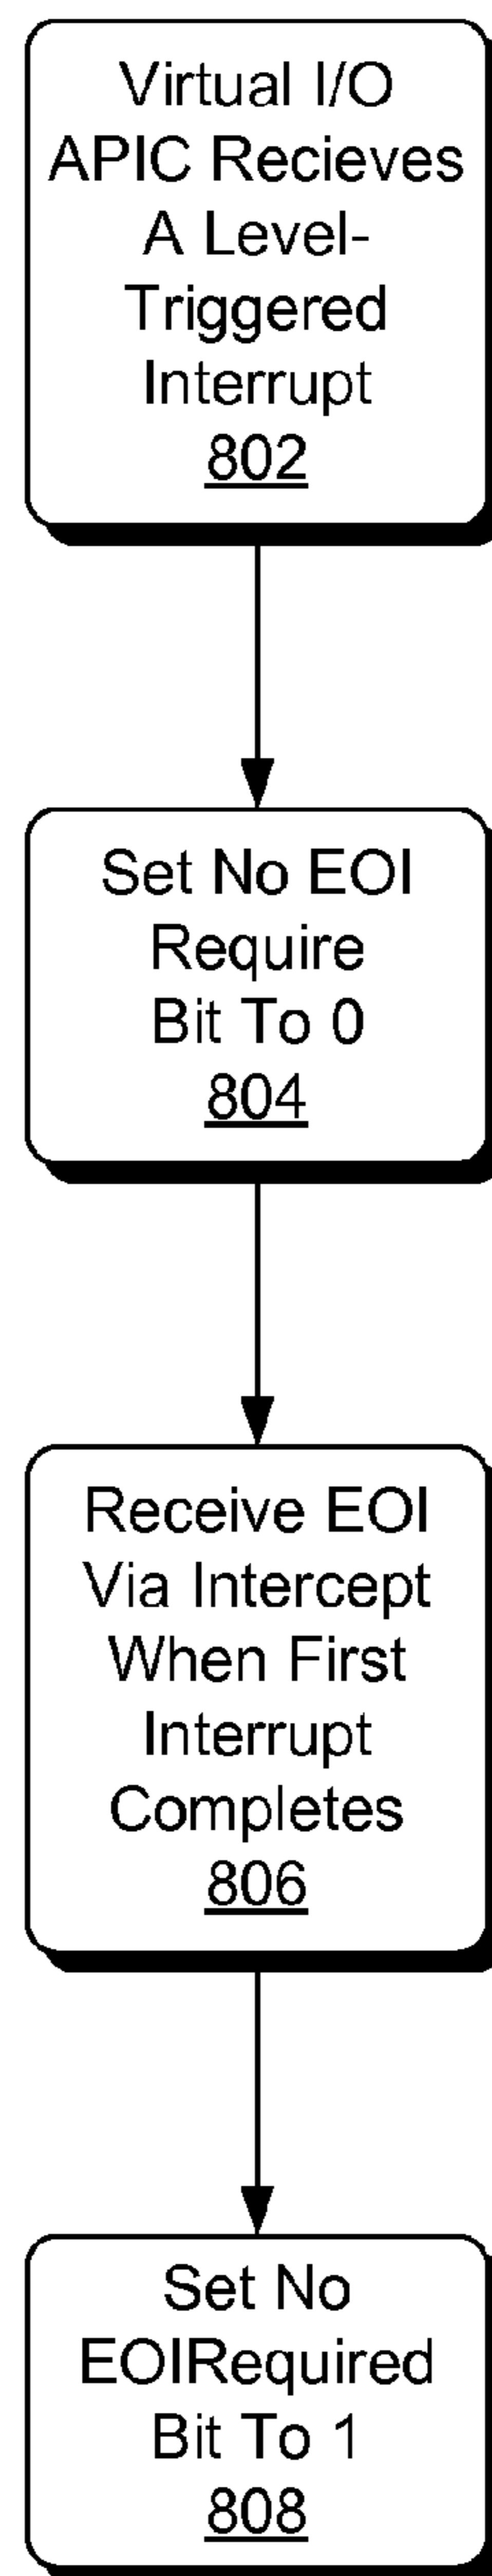 Virtual I/O
APIC Recieves
A Level-
Triggered
Interrupt
802
Set No EOI
Require
Bit To 0
804
Receive EOI
Via Intercept
When First
Interrupt
Completes
806
Set No
EOIRequired
Bit To 1
808